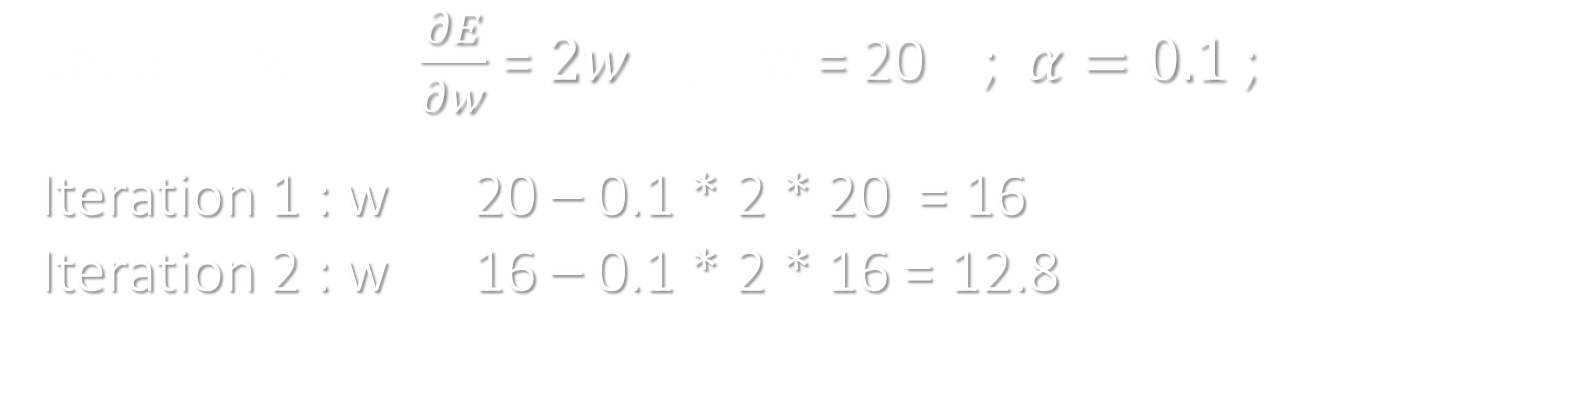 ∂E/∂w = 2w = 20 ; α = 0.1 ;
Iteration 1 : w 20 – 0.1 * 2 * 20 = 16
Iteration 2 : w 16 – 0.1 * 2 * 16 = 12.8